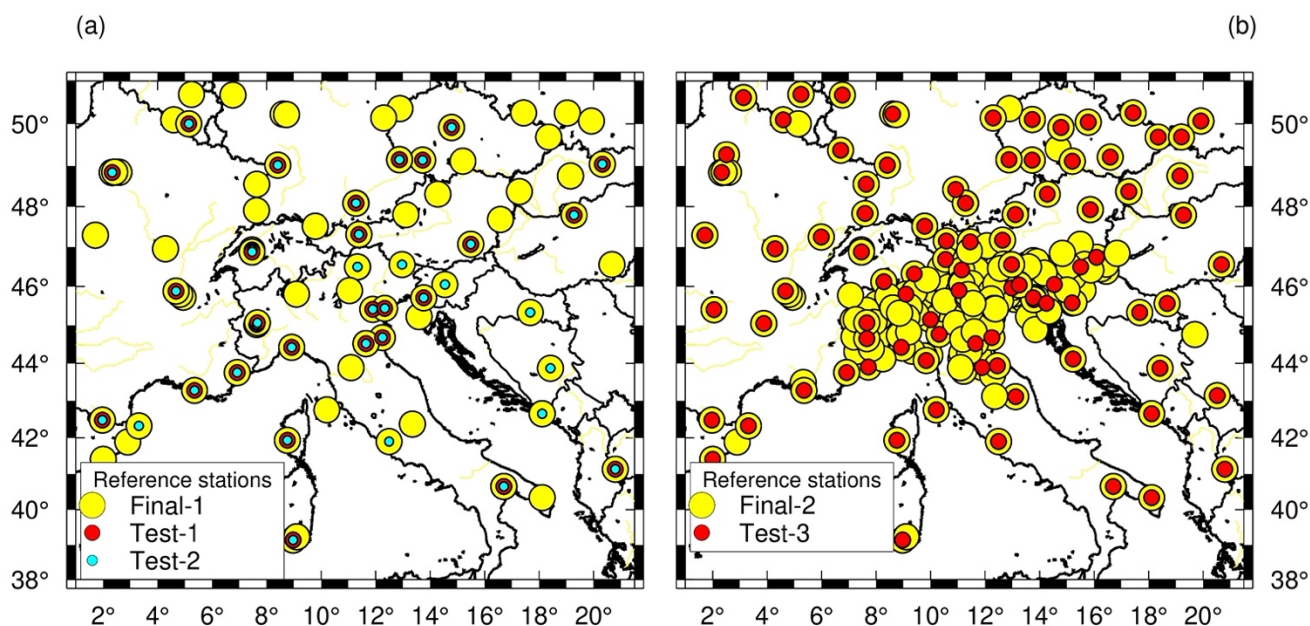 (a)
(b)
50°
48°
46°
44°
42°
40°
38°
50°
48°
46°
44°
42°
40°
38°
Reference stations
Final-1
Test-1
Test-2
Reference stations
Final-2
Test-3
2° 4° 6° 8° 10° 12° 14° 16° 18° 20°
2° 4° 6° 8° 10° 12° 14° 16° 18° 20°